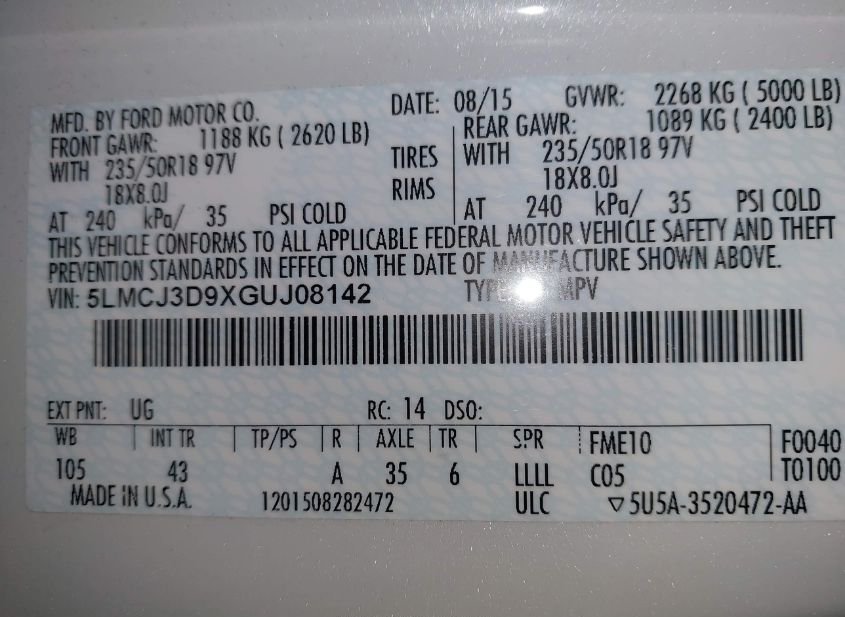 MFD. BY FORD MOTOR CO. DATE: 08/15 GVWR: 2268 KG ( 5000 LB)
FRONT GAWR: 1188 KG ( 2620 LB) REAR GAWR: 1089 KG ( 2400 LB)
WITH 235/50R18 97V TIRES WITH 235/50R18 97V
18X8.0J RIMS 18X8.0J
AT 240 kPa/ 35 PSI COLD AT 240 kPa/ 35 PSI COLD
THIS VEHICLE CONFORMS TO ALL APPLICABLE FEDERAL MOTOR VEHICLE SAFETY AND THEFT
PREVENTION STANDARDS IN EFFECT ON THE DATE OF MANUFACTURE SHOWN ABOVE.
VIN: 5LMCJ3D9XGUJ08142 TYPE MPV
EXT PNT: UG RC: 14 DSO:
WB INT TR TP/PS R AXLE TR SPR FME10 F0040
105 43 A 35 6 LLLL C05 T0100
MADE IN U.S.A. 1201508282472 ULC ▽5U5A-3520472-AA